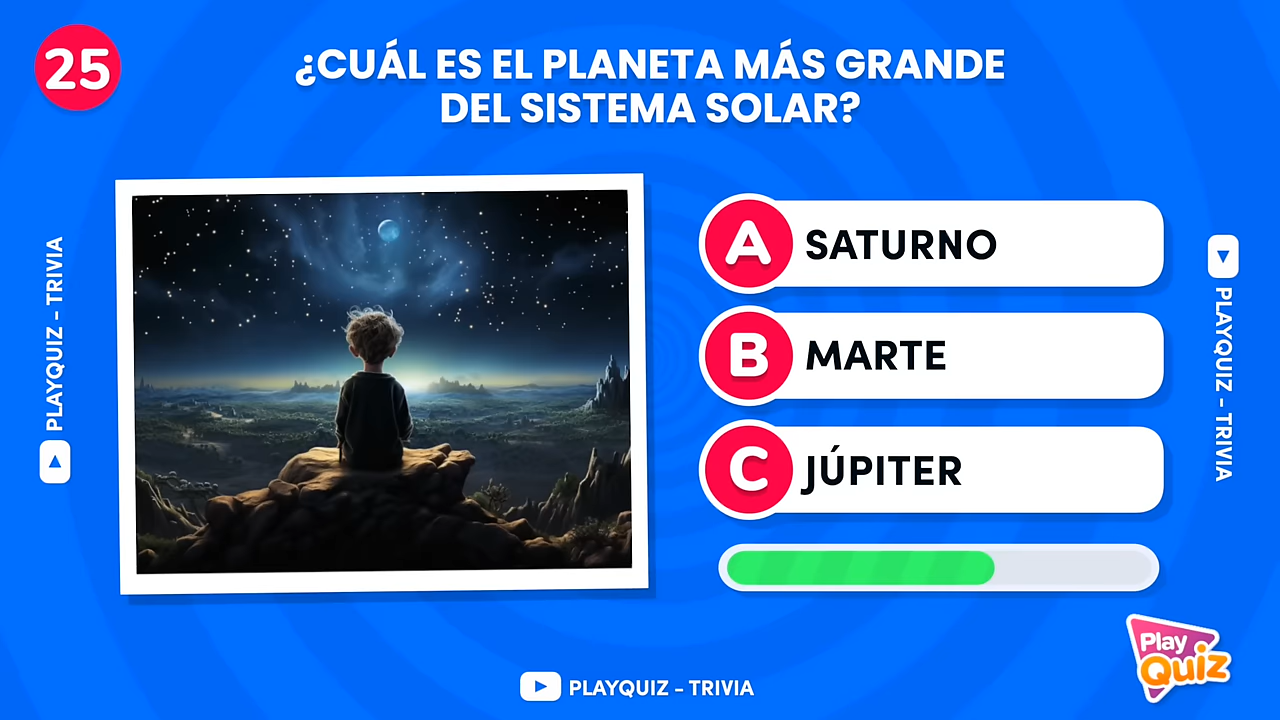 25
¿CUÁL ES EL PLANETA MÁS GRANDE
DEL SISTEMA SOLAR?
A SATURNO
B MARTE
C JÚPITER
PLAYQUIZ – TRIVIA
PLAYQUIZ – TRIVIA
PLAYQUIZ – TRIVIA
Play
Quiz